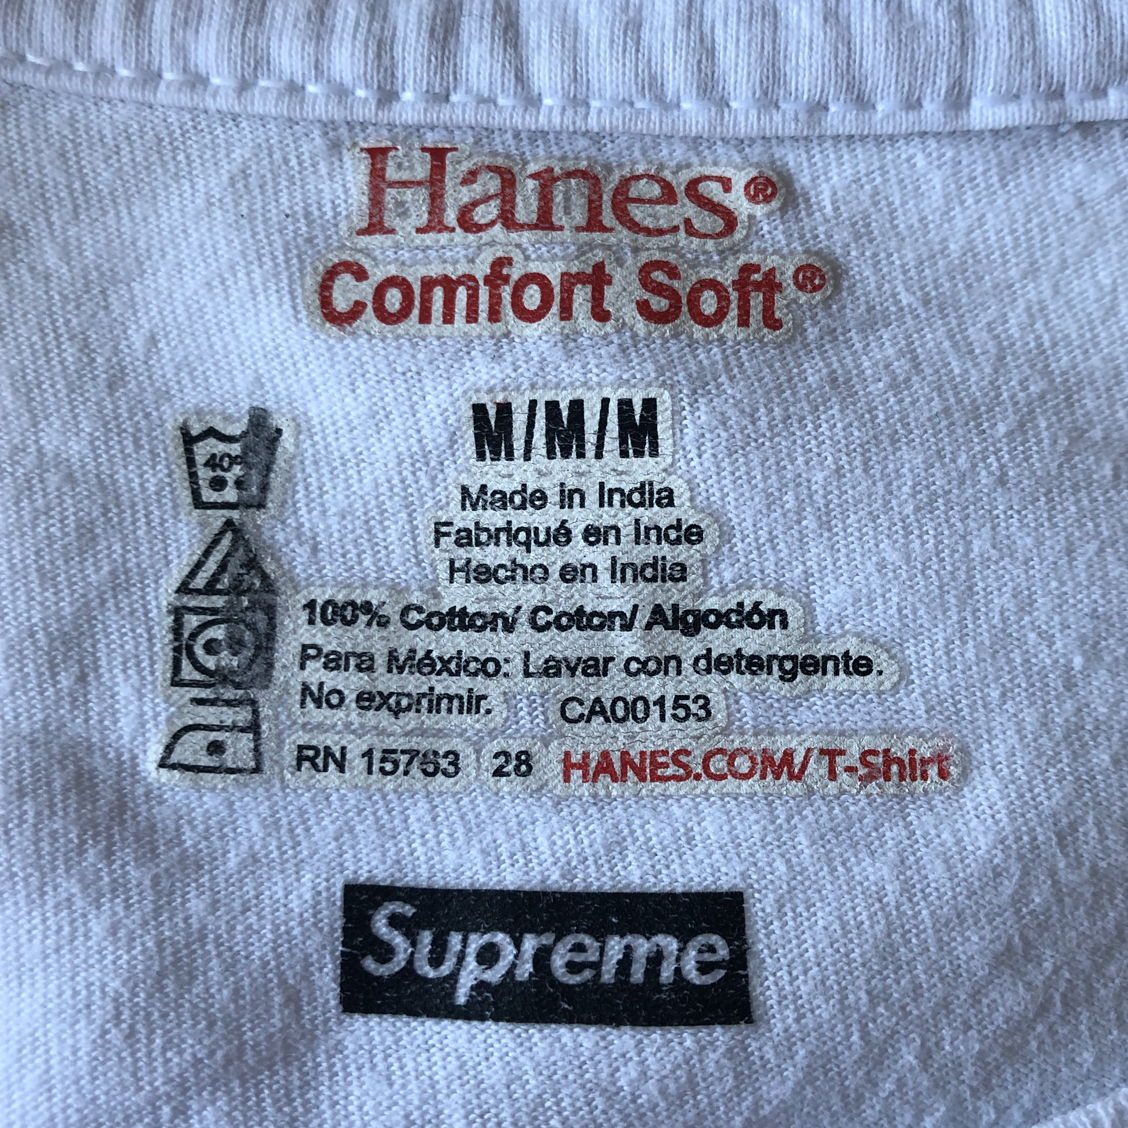 Hanes®
Comfort Soft®
M/M/M
Made in India
Fabriqué en Inde
Hecho en India
100% Cotton/ Coton/ Algodón
Para México: Lavar con detergente.
No exprimir. CA00153
RN 15763 28 HANES.COM/T-Shirt
40°
Supreme